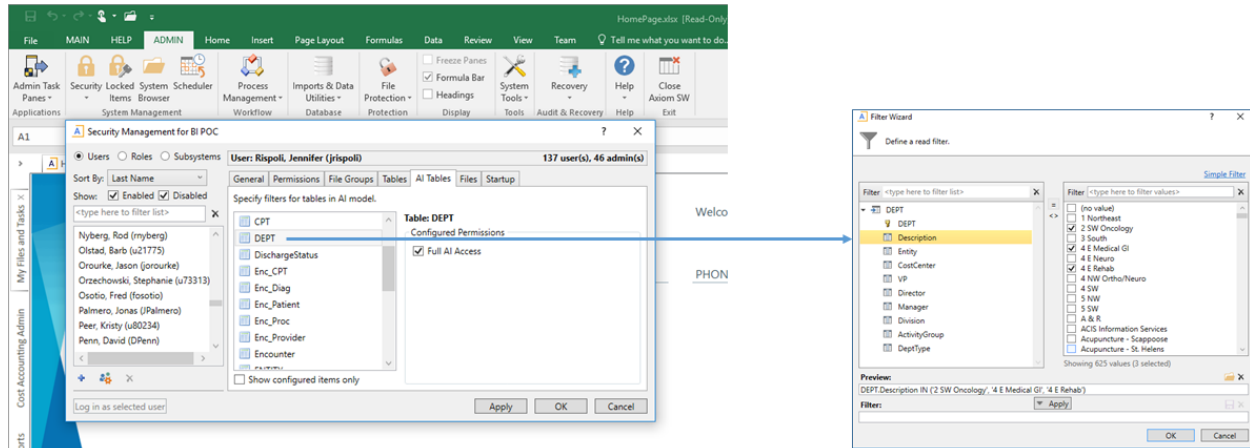 HomePage.xlsx [Read-Only
File MAIN HELP ADMIN Home Insert Page Layout Formulas Data Review View Team Tell me what you want to do..
Admin Task Panes
Security
Locked Items
System Browser
Scheduler
Process Management
Imports & Data Utilities
File Protection
Freeze Panes
Formula Bar
Headings
System Tools
Recovery
Help
Close Axiom SW
Applications System Management Workflow Database Protection Display Tools Audit & Recovery Help Exit
A1
My Files and Tasks
Cost Accounting Admin
Welco
PHON
Security Management for BI POC
Users Roles Subsystems
Sort By: Last Name
Show: Enabled Disabled
<type here to filter list>
Nyberg, Rod (rnyberg)
Olstad, Barb (u21775)
Orourke, Jason (jorourke)
Orzechowski, Stephanie (u73313)
Osotio, Fred (fosotio)
Palmero, Jonas (JPalmero)
Peer, Kristy (u80234)
Penn, David (DPenn)
Log in as selected user
User: Rispoli, Jennifer (jrispoli) 137 user(s), 46 admin(s)
General Permissions File Groups Tables AI Tables Files Startup
Specify filters for tables in AI model.
CPT
DEPT
DischargeStatus
Enc_CPT
Enc_Diag
Enc_Patient
Enc_Proc
Enc_Provider
Encounter
ENTITY
Show configured items only
Table: DEPT
Configured Permissions
Full AI Access
Apply OK Cancel
Filter Wizard
Define a read filter.
Simple Filter
Filter <type here to filter list>
DEPT
DEPT
Description
Entity
CostCenter
VP
Director
Manager
Division
ActivityGroup
DeptType
=
<>
Filter <type here to filter values>
(no value)
1 Northeast
2 SW Oncology
3 South
4 E Medical GI
4 E Neuro
4 E Rehab
4 NW Ortho/Neuro
4 SW
5 NW
5 SW
A & R
ACIS Information Services
Acupuncture - Scappoose
Acupuncture - St. Helens
Showing 625 values (3 selected)
Preview:
DEPT.Description IN ('2 SW Oncology', '4 E Medical GI', '4 E Rehab')
Filter: Apply
OK Cancel